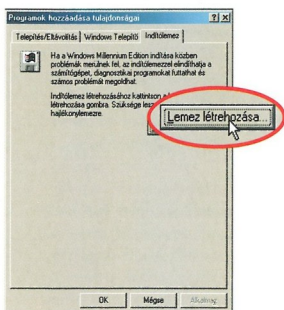 Programok hozzáadása tulajdonságai
Telepítés/Eltávolítás
Windows Telepítő
Indítólemez
Ha a Windows Millennium Edition indítása közben
problémák merülnek fel, az indítólemezzel elindíthatja a
számítógépet, diagnosztikai programokat futtathat és
számos problémát megoldhat.
Indítólemez létrehozásához kattintson a
létrehozása gombra. Szüksége lesz
hajlékonylemezre.
Lemez létrehozása...
OK
Mégse
Alkalmaz